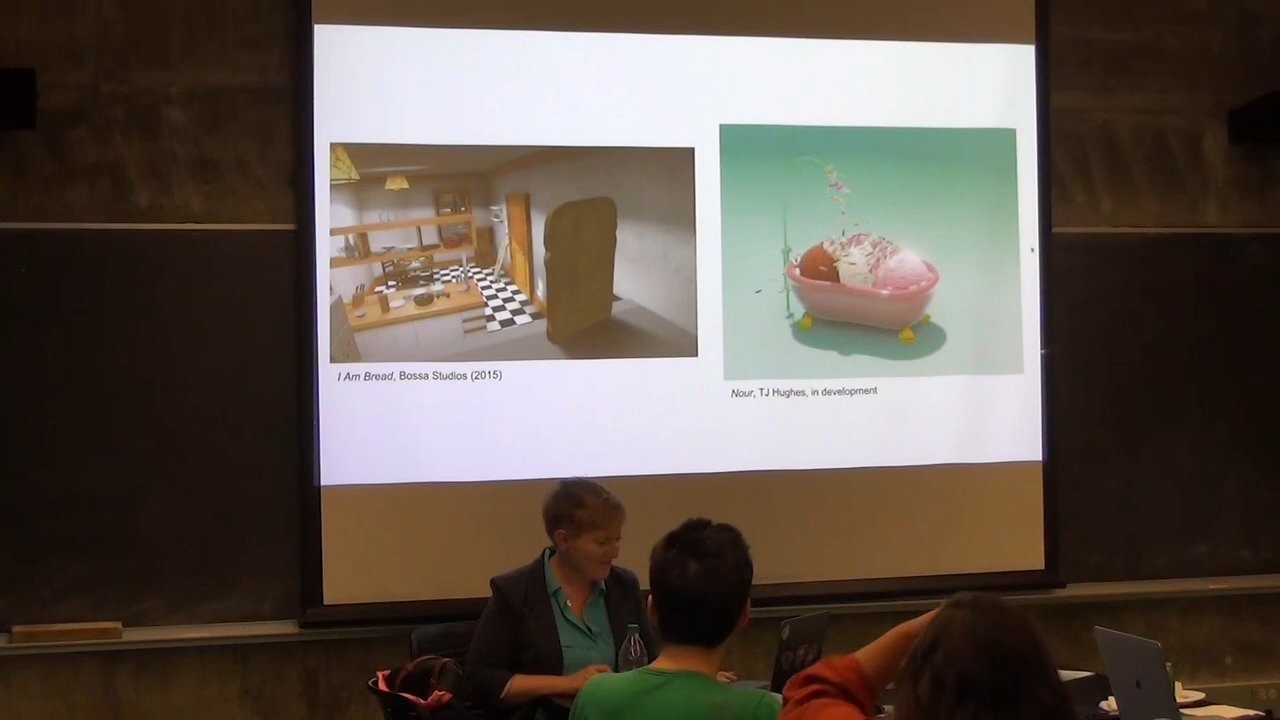 I Am Bread, Bossa Studios (2015)
Nour, TJ Hughes, in development